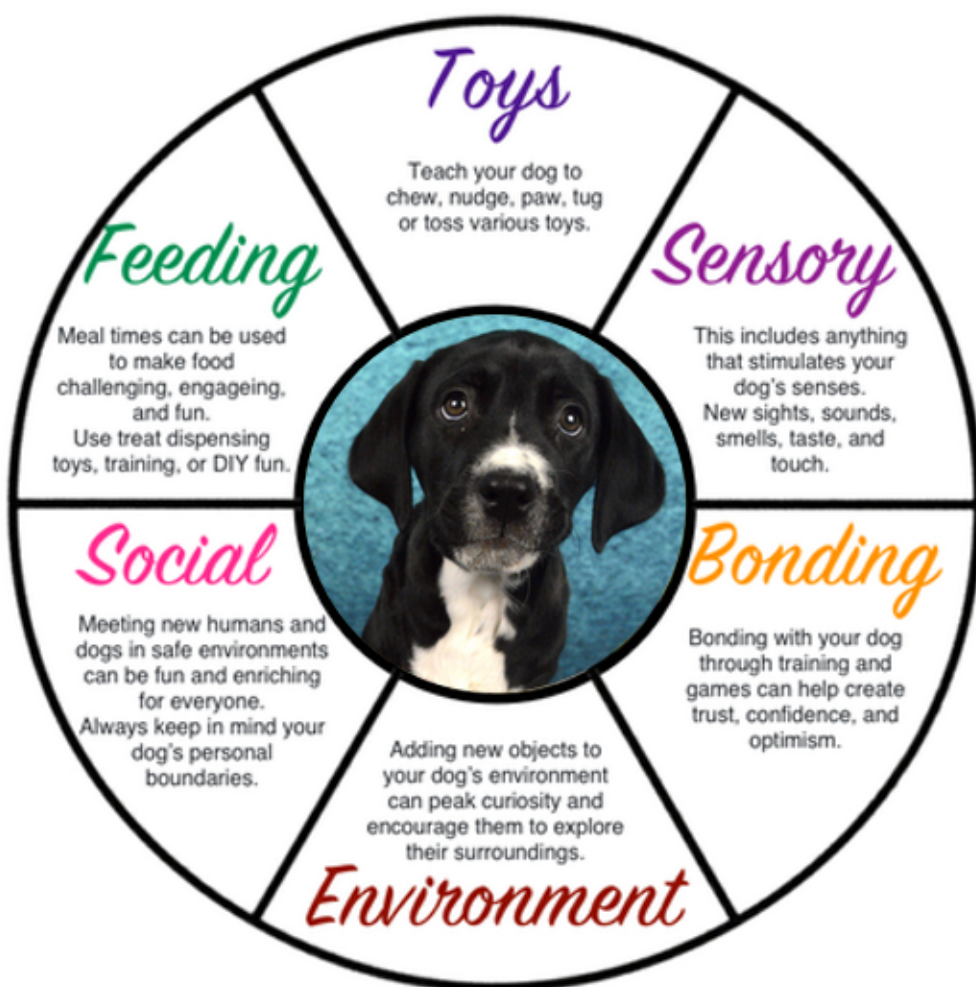 Toys
Teach your dog to
chew, nudge, paw, tug
or toss various toys.
Sensory
This includes anything
that stimulates your
dog's senses.
New sights, sounds,
smells, taste, and
touch.
Bonding
Bonding with your dog
through training and
games can help create
trust, confidence, and
optimism.
Adding new objects to
your dog's environment
can peak curiosity and
encourage them to explore
their surroundings.
Environment
Social
Meeting new humans and
dogs in safe environments
can be fun and enriching
for everyone.
Always keep in mind your
dog's personal
boundaries.
Feeding
Meal times can be used
to make food
challenging, engageing,
and fun.
Use treat dispensing
toys, training, or DIY fun.